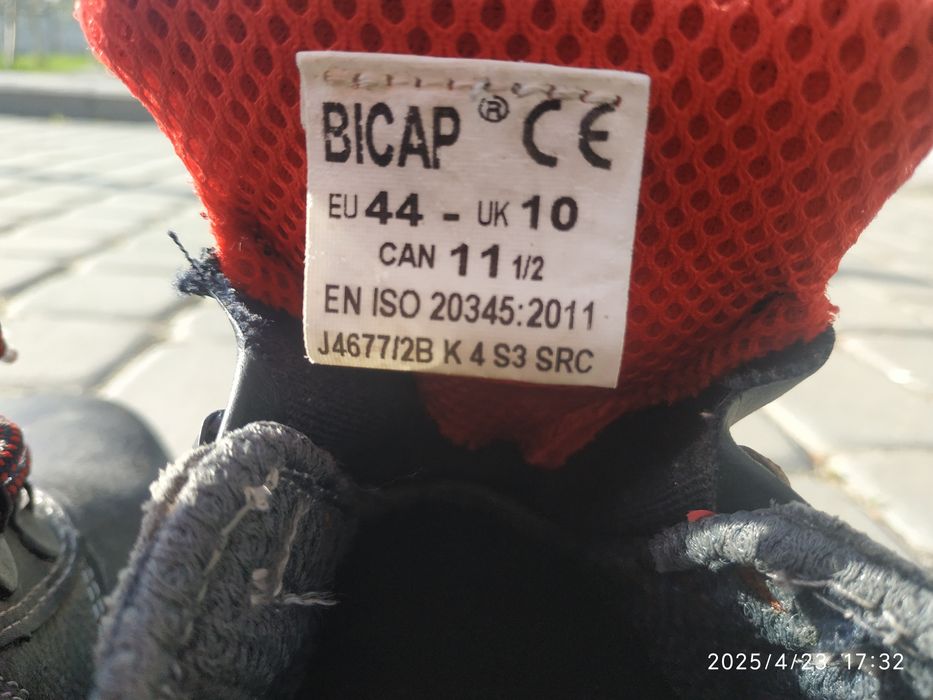 BICAP® CE
EU 44 - UK 10
CAN 11 1/2
EN ISO 20345:2011
J4677/2B K 4 S3 SRC
2025/4/23 17:32